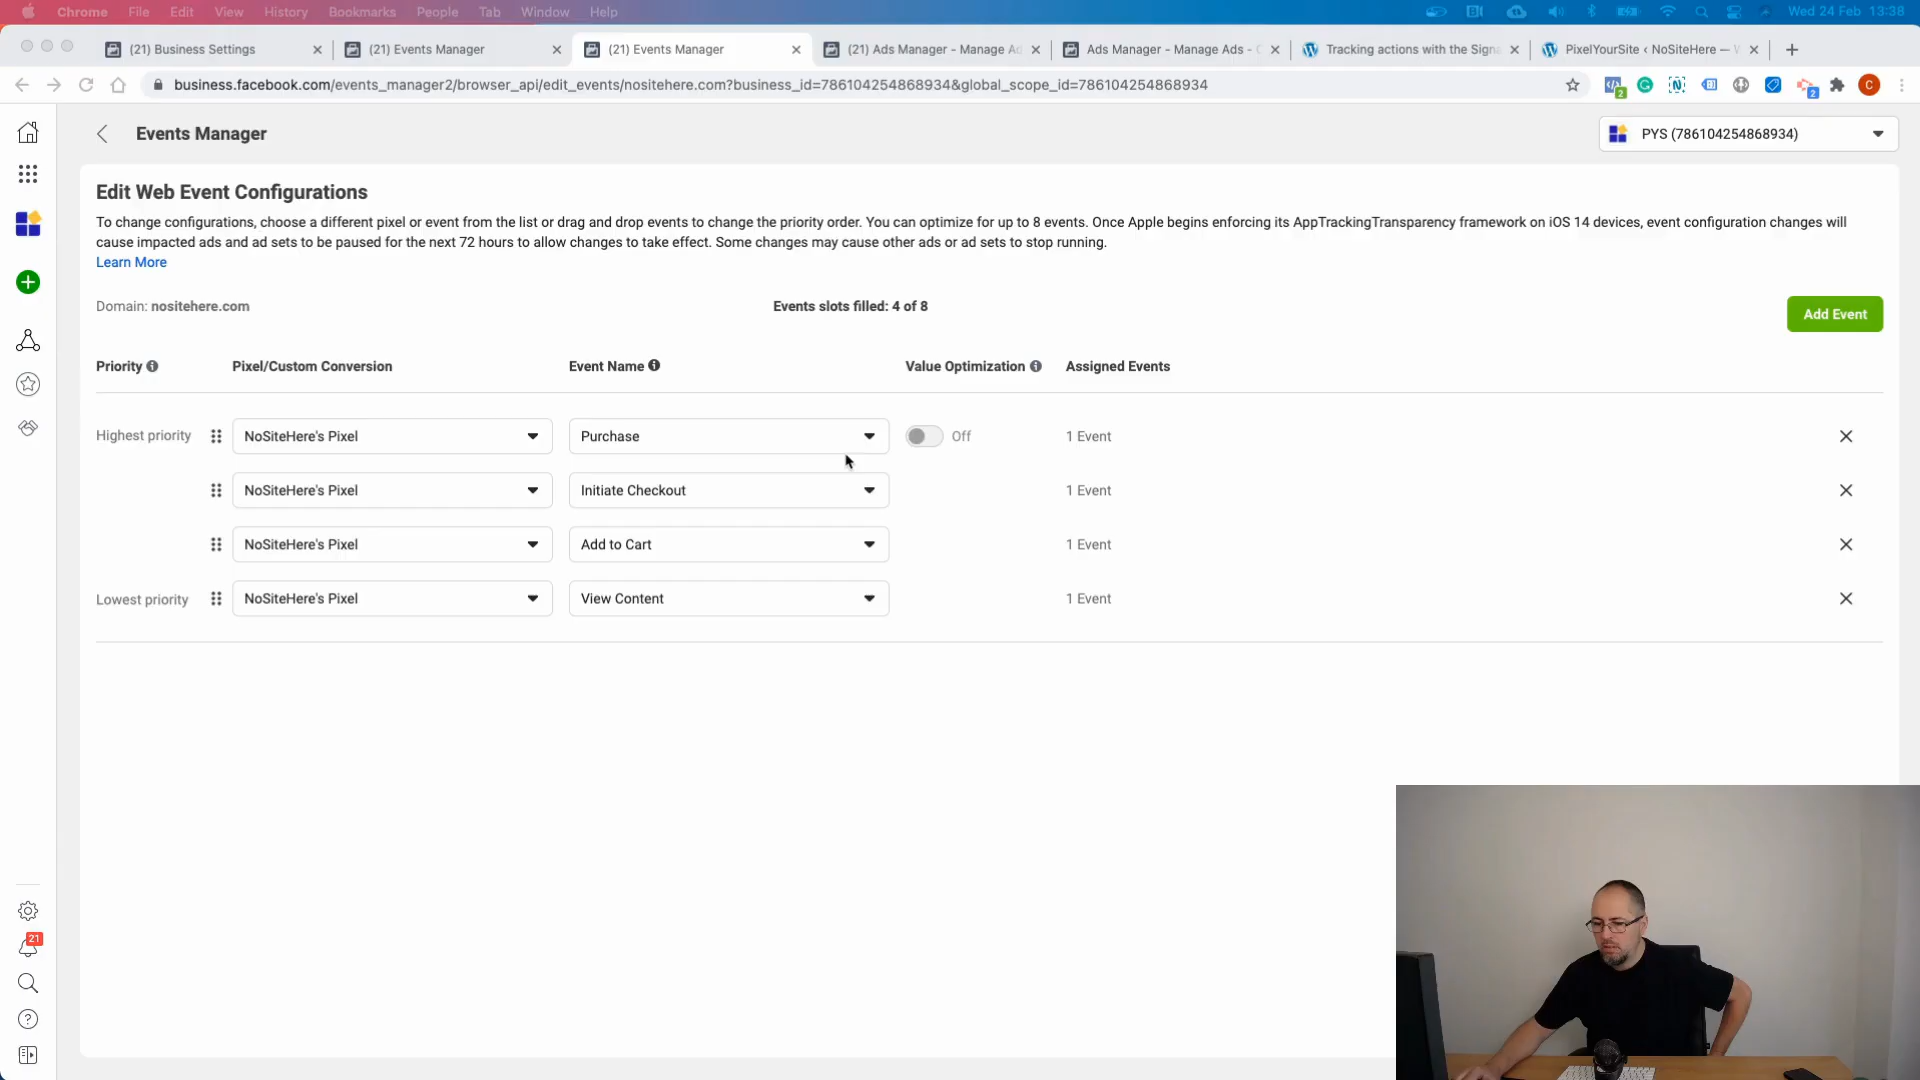 Chrome File Edit View History Bookmarks People Tab Window Help Wed 24 Feb 13:38
(21) Business Settings (21) Events Manager (21) Events Manager (21) Ads Manager - Manage Ad Ads Manager - Manage Ads - Tracking actions with the Signa PixelYourSite ‹ NoSiteHere —
business.facebook.com/events_manager2/browser_api/edit_events/nositehere.com?business_id=786104254868934&global_scope_id=786104254868934
2
2
C
Events Manager
PYS (786104254868934)
Edit Web Event Configurations
To change configurations, choose a different pixel or event from the list or drag and drop events to change the priority order. You can optimize for up to 8 events. Once Apple begins enforcing its AppTrackingTransparency framework on iOS 14 devices, event configuration changes will
cause impacted ads and ad sets to be paused for the next 72 hours to allow changes to take effect. Some changes may cause other ads or ad sets to stop running.
Learn More
Domain: nositehere.com Events slots filled: 4 of 8
Add Event
Priority Pixel/Custom Conversion Event Name Value Optimization Assigned Events
Highest priority NoSiteHere's Pixel Purchase Off 1 Event
NoSiteHere's Pixel Initiate Checkout 1 Event
NoSiteHere's Pixel Add to Cart 1 Event
Lowest priority NoSiteHere's Pixel View Content 1 Event
21